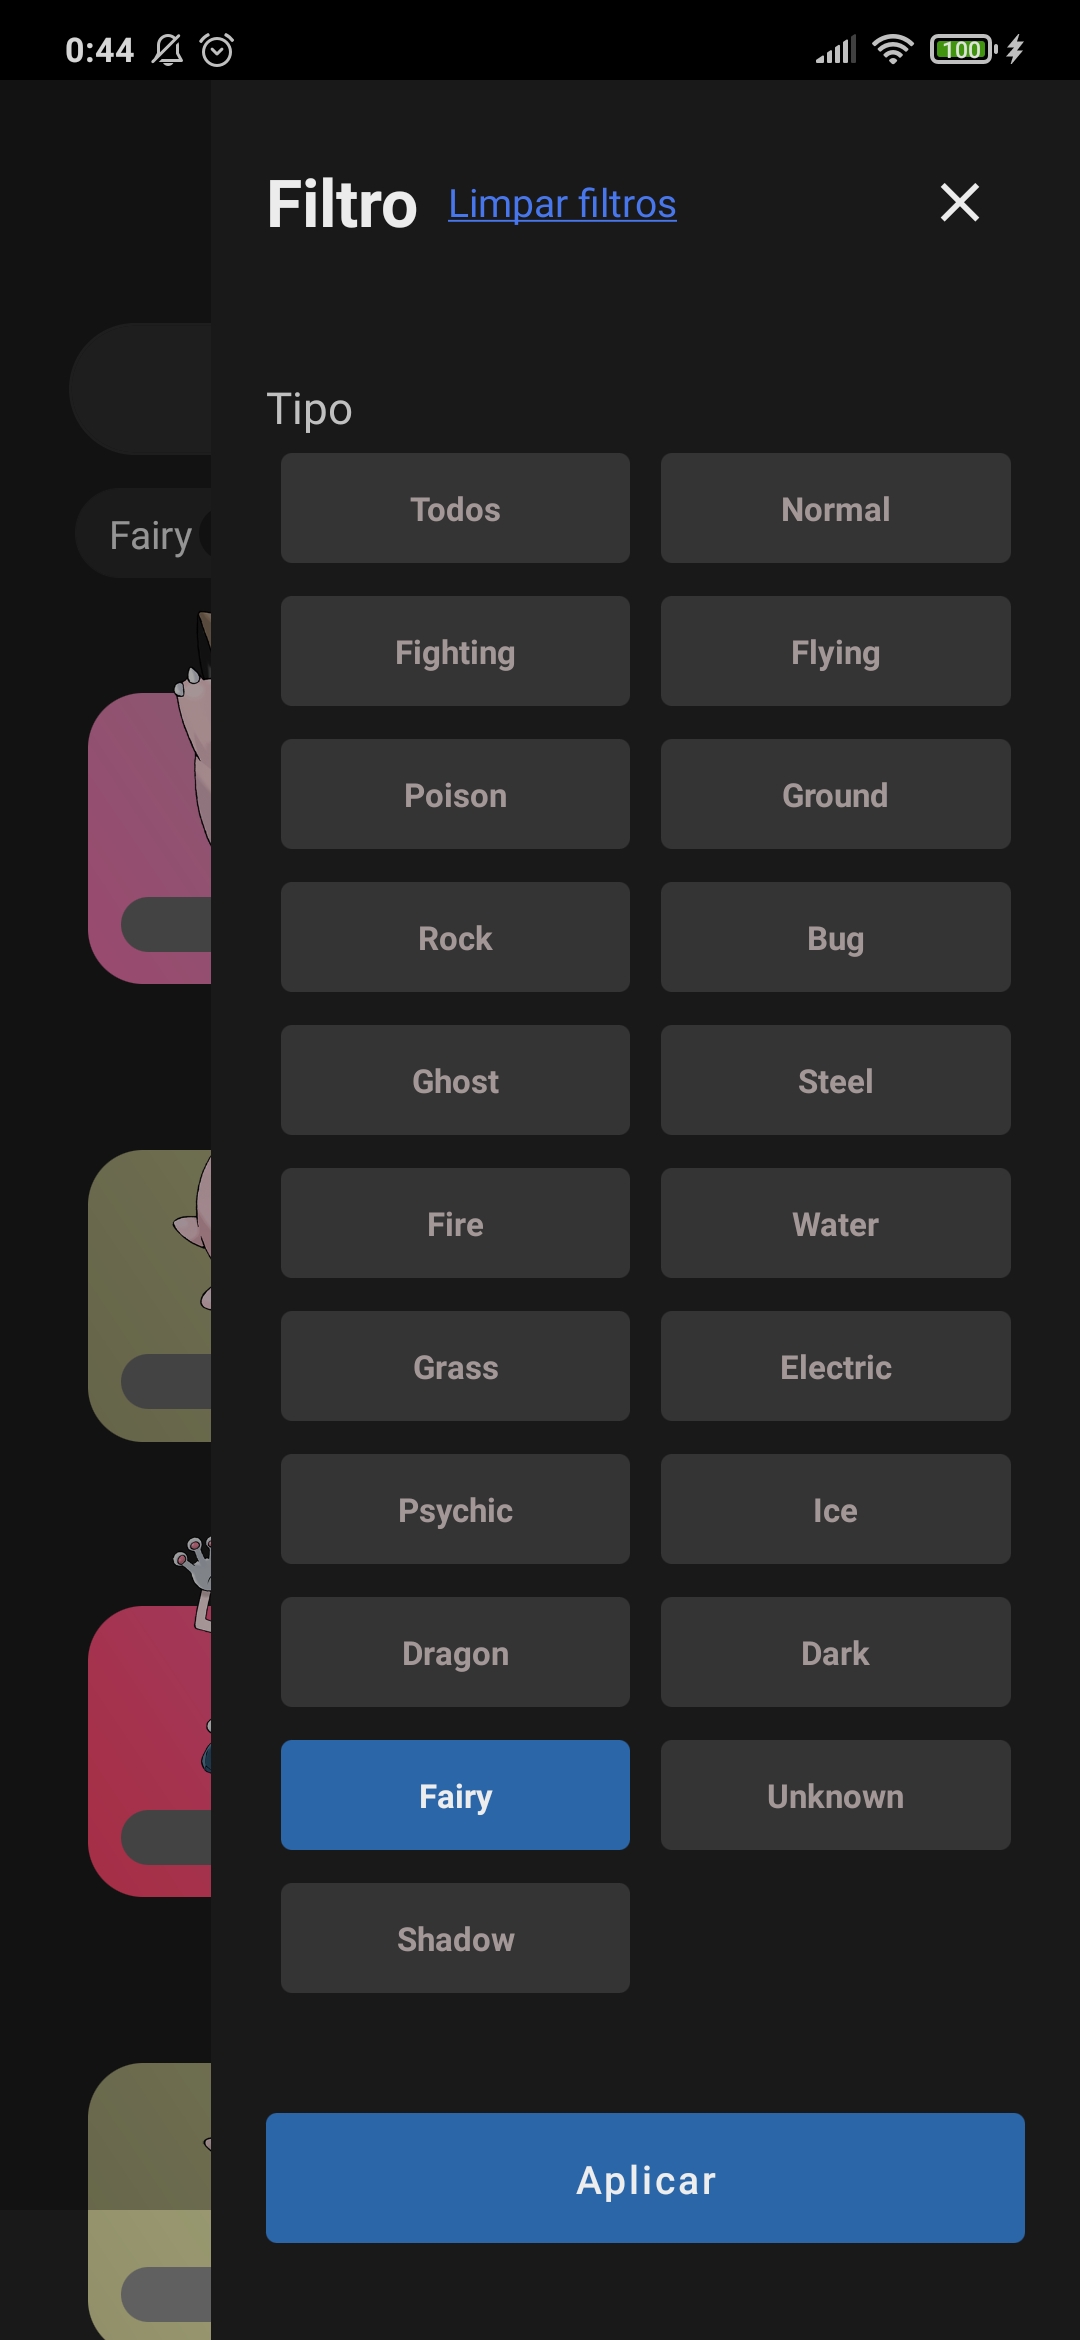 0:44
100
Filtro Limpar filtros
Tipo
Todos Normal
Fairy
Fighting Flying
Poison Ground
Rock Bug
Ghost Steel
Fire Water
Grass Electric
Psychic Ice
Dragon Dark
Fairy Unknown
Shadow
Aplicar